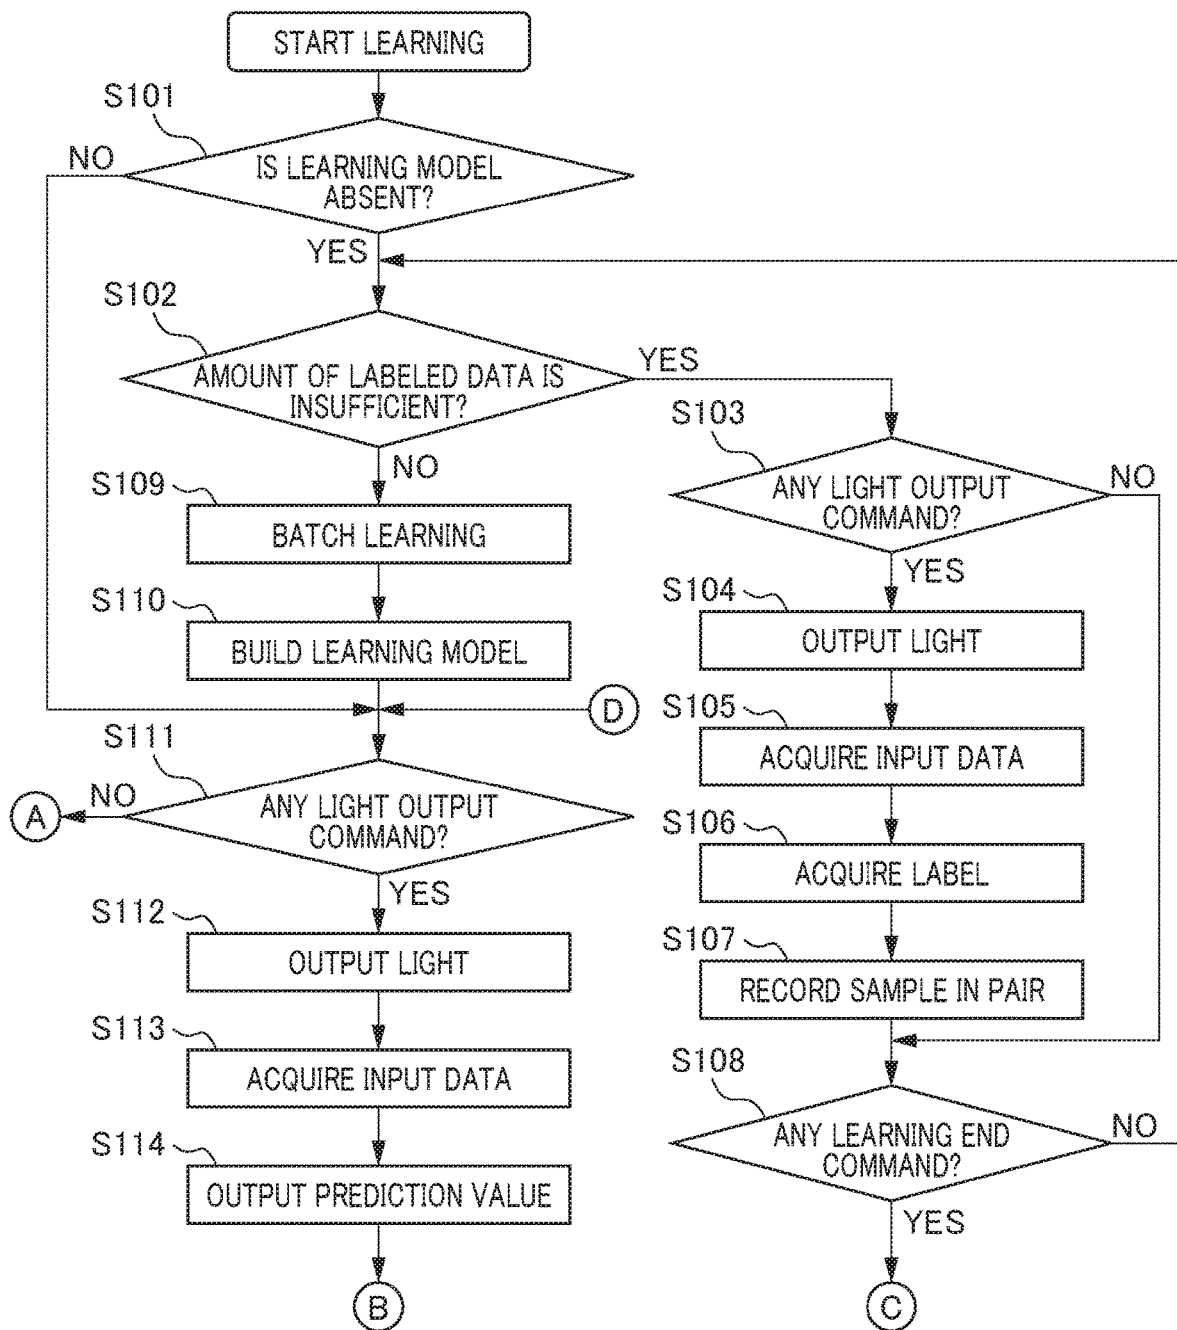 START LEARNING
S101
NO
IS LEARNING MODEL
ABSENT?
YES
S102
AMOUNT OF LABELED DATA IS
INSUFFICIENT?
YES
NO
S103
ANY LIGHT OUTPUT
COMMAND?
NO
YES
S109
BATCH LEARNING
S110
BUILD LEARNING MODEL
S104
OUTPUT LIGHT
D
S105
ACQUIRE INPUT DATA
S111
ANY LIGHT OUTPUT
COMMAND?
NO
A
YES
S106
ACQUIRE LABEL
S112
OUTPUT LIGHT
S107
RECORD SAMPLE IN PAIR
S113
ACQUIRE INPUT DATA
S108
ANY LEARNING END
COMMAND?
NO
YES
S114
OUTPUT PREDICTION VALUE
B
C